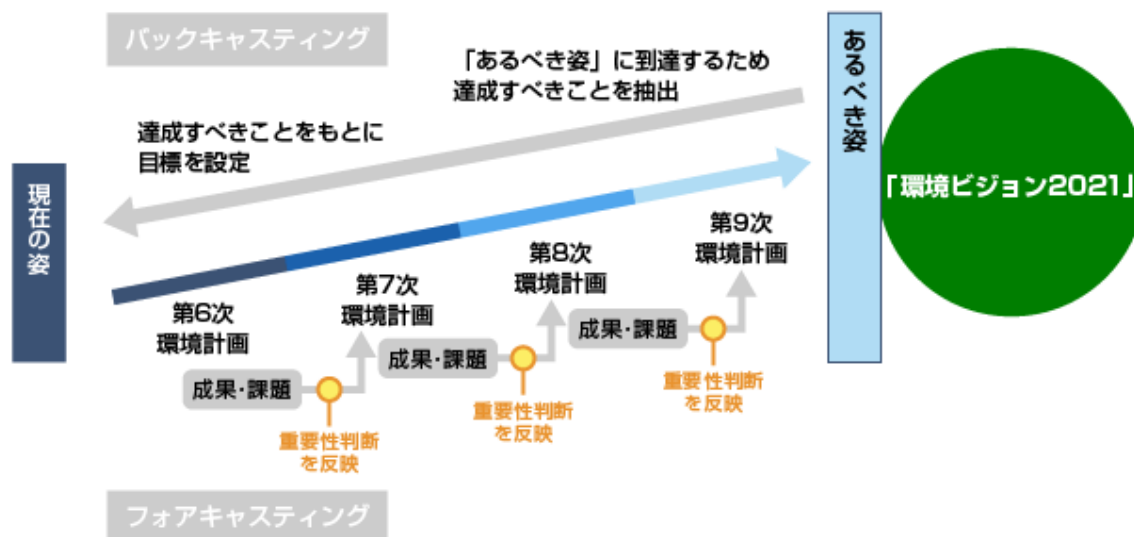 バックキャスティング
「あるべき姿」に到達するため
達成すべきことを抽出
達成すべきことをもとに
目標を設定
現在の姿
あるべき姿
「環境ビジョン2021」
第6次
環境計画
第7次
環境計画
第8次
環境計画
第9次
環境計画
成果・課題
重要性判断
を反映
成果・課題
重要性判断
を反映
成果・課題
重要性判断
を反映
フォアキャスティング